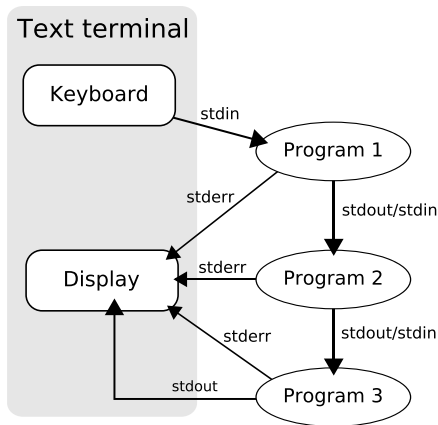 Text terminal
Keyboard
stdin
Program 1
stderr
stdout/stdin
Display
stderr
Program 2
stderr
stdout/stdin
stdout
Program 3